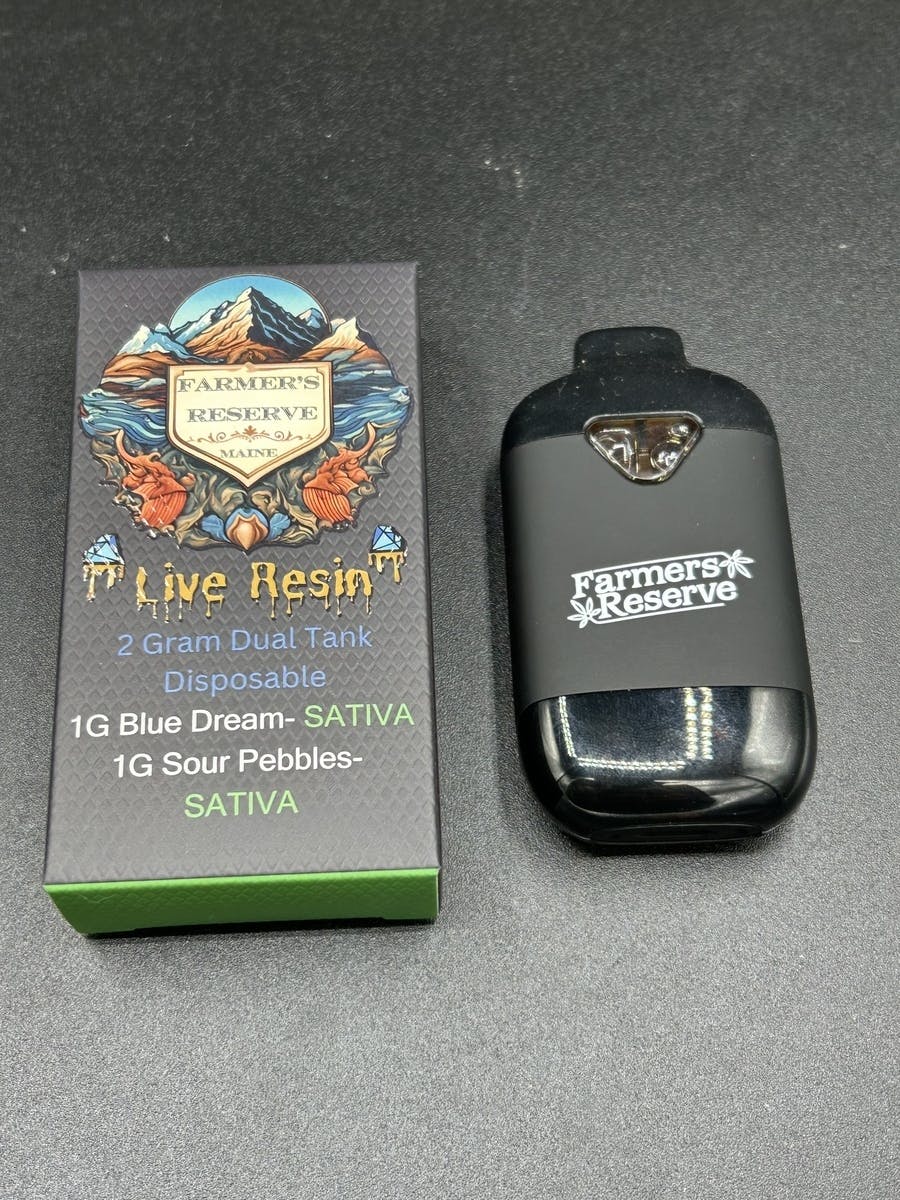 FARMER'S
RESERVE
MAINE
Live Resin
2 Gram Dual Tank
Disposable
1G Blue Dream- SATIVA
1G Sour Pebbles-
SATIVA
Farmers
Reserve